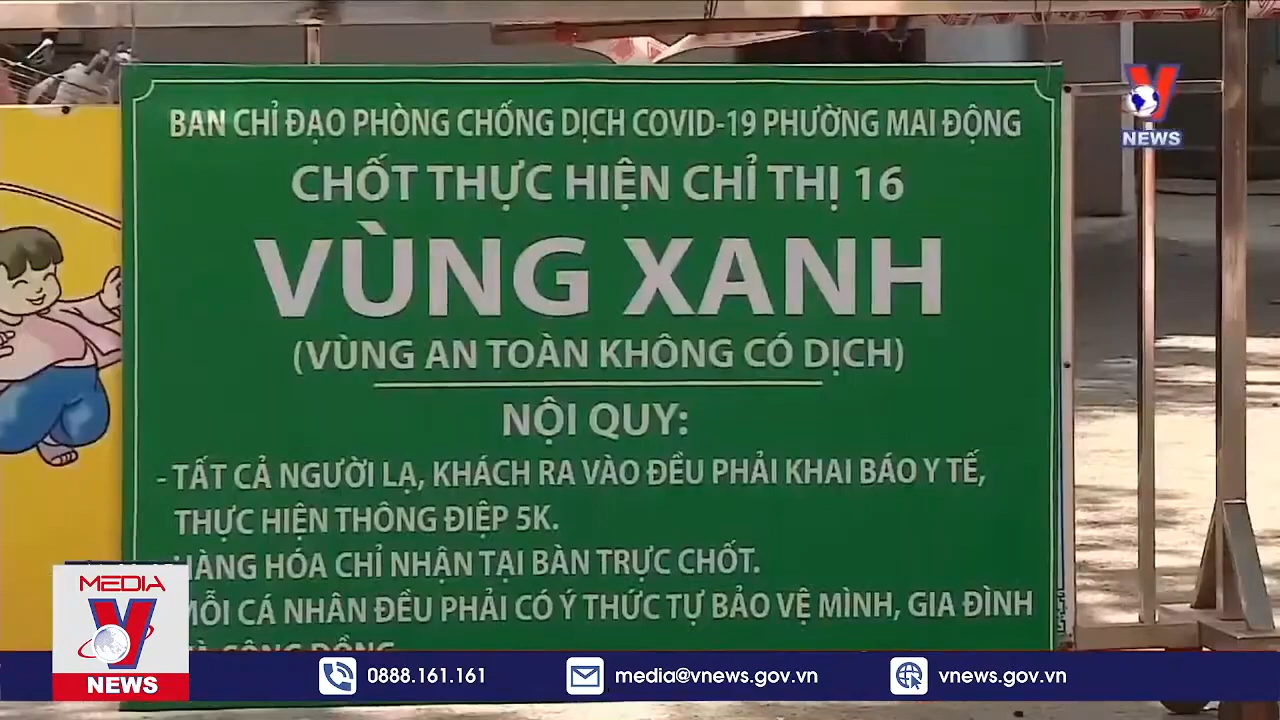 BAN CHỈ ĐẠO PHÒNG CHỐNG DỊCH COVID-19 PHƯỜNG MAI ĐỘNG
CHỐT THỰC HIỆN CHỈ THỊ 16
VÙNG XANH
(VÙNG AN TOÀN KHÔNG CÓ DỊCH)
NỘI QUY:
- TẤT CẢ NGƯỜI LẠ, KHÁCH RA VÀO ĐỀU PHẢI KHAI BÁO Y TẾ,
THỰC HIỆN THÔNG ĐIỆP 5K.
HÀNG HÓA CHỈ NHẬN TẠI BÀN TRỰC CHỐT.
MỖI CÁ NHÂN ĐỀU PHẢI CÓ Ý THỨC TỰ BẢO VỆ MÌNH, GIA ĐÌNH
CỘNG ĐỒNG
V NEWS
MEDIA
V NEWS
0888.161.161
media@vnews.gov.vn
vnews.gov.vn